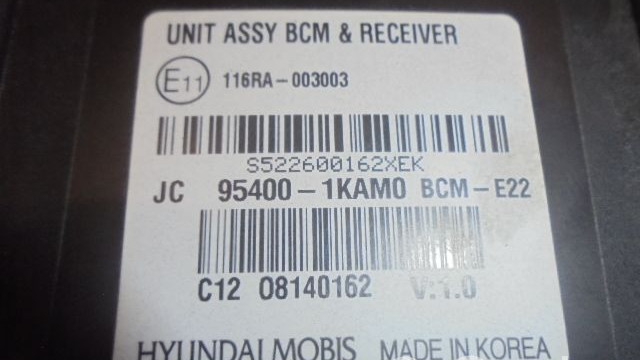 UNIT ASSY BCM & RECEIVER
E11 116RA-003003
S522600162XEK
JC 95400-1KAM0 BCM-E22
C12 08140162 V:1.0
HYUNDAI MOBIS MADE IN KOREA